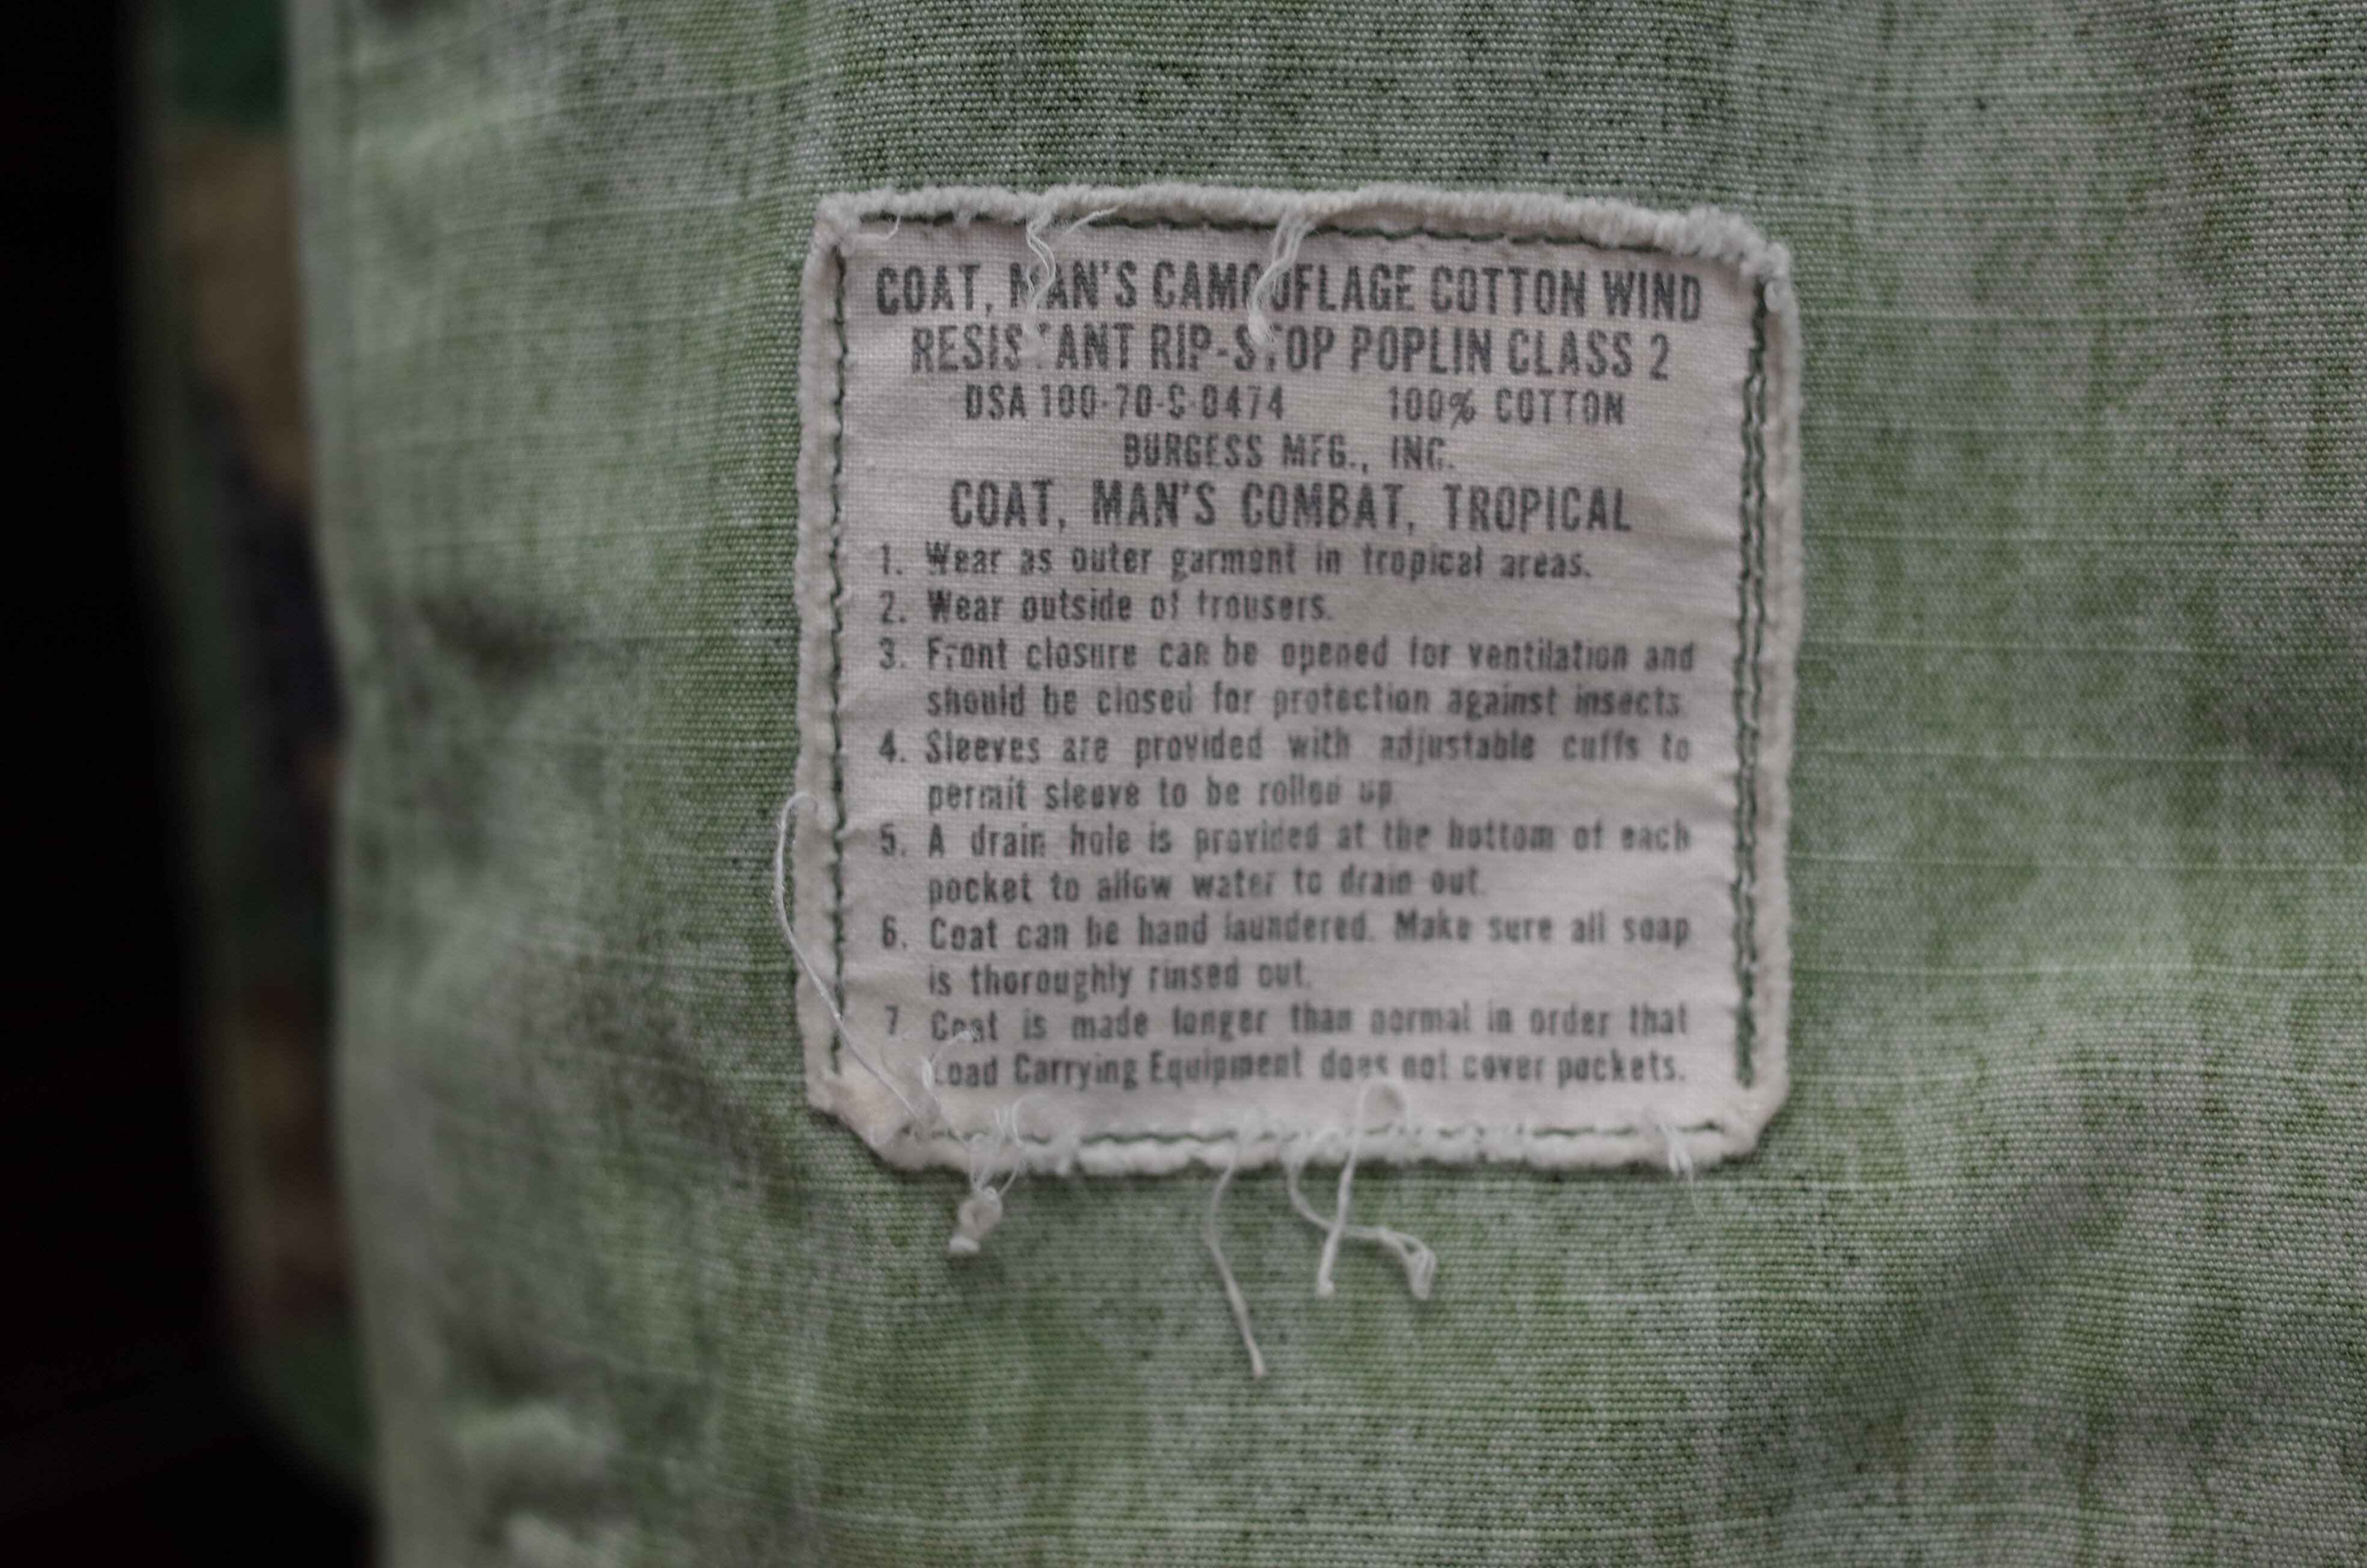 COAT, MAN'S CAMOUFLAGE COTTON WIND
RESISTANT RIP-STOP POPLIN CLASS 2
DSA 100-70-C-0474 100% COTTON
BURGESS MFG., INC.
COAT, MAN'S COMBAT, TROPICAL
1. Wear as outer garment in tropical areas.
2. Wear outside of trousers.
3. Front closure can be opened for ventilation and
should be closed for protection against insects.
4. Sleeves are provided with adjustable cuffs to
permit sleeve to be rolled up
5. A drain hole is provided at the bottom of each
pocket to allow water to drain out.
6. Coat can be hand laundered. Make sure all soap
is thoroughly rinsed out.
7. Coat is made longer than normal in order that
Load Carrying Equipment does not cover pockets.